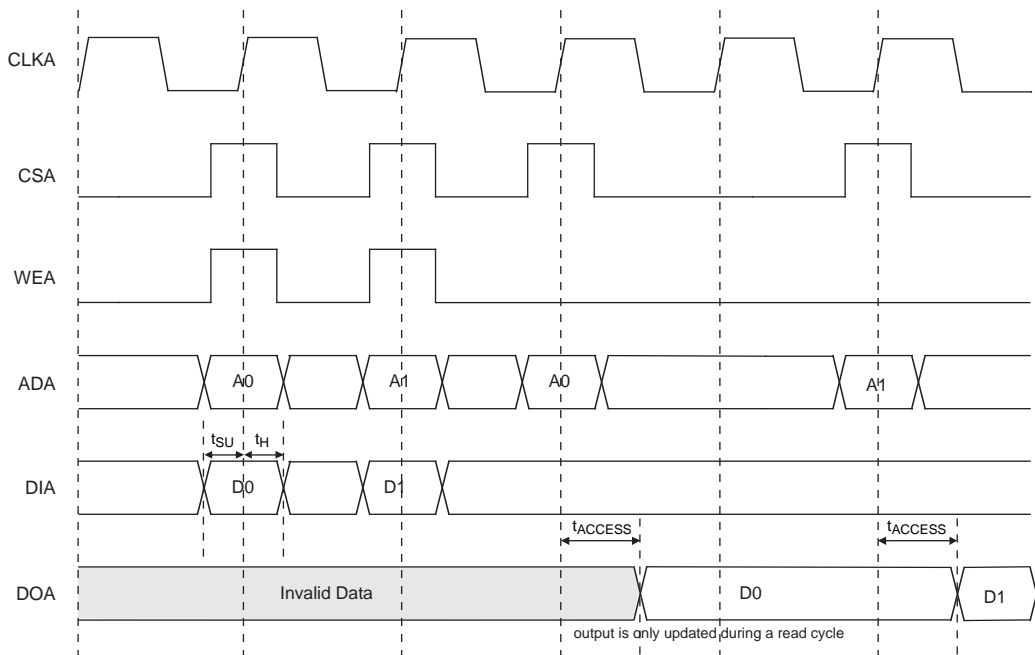 CLKA
CSA
WEA
ADA A0 A1 A0 A1
tSU tH
DIA D0 D1
tACCESS tACCESS
DOA Invalid Data D0 D1
output is only updated during a read cycle